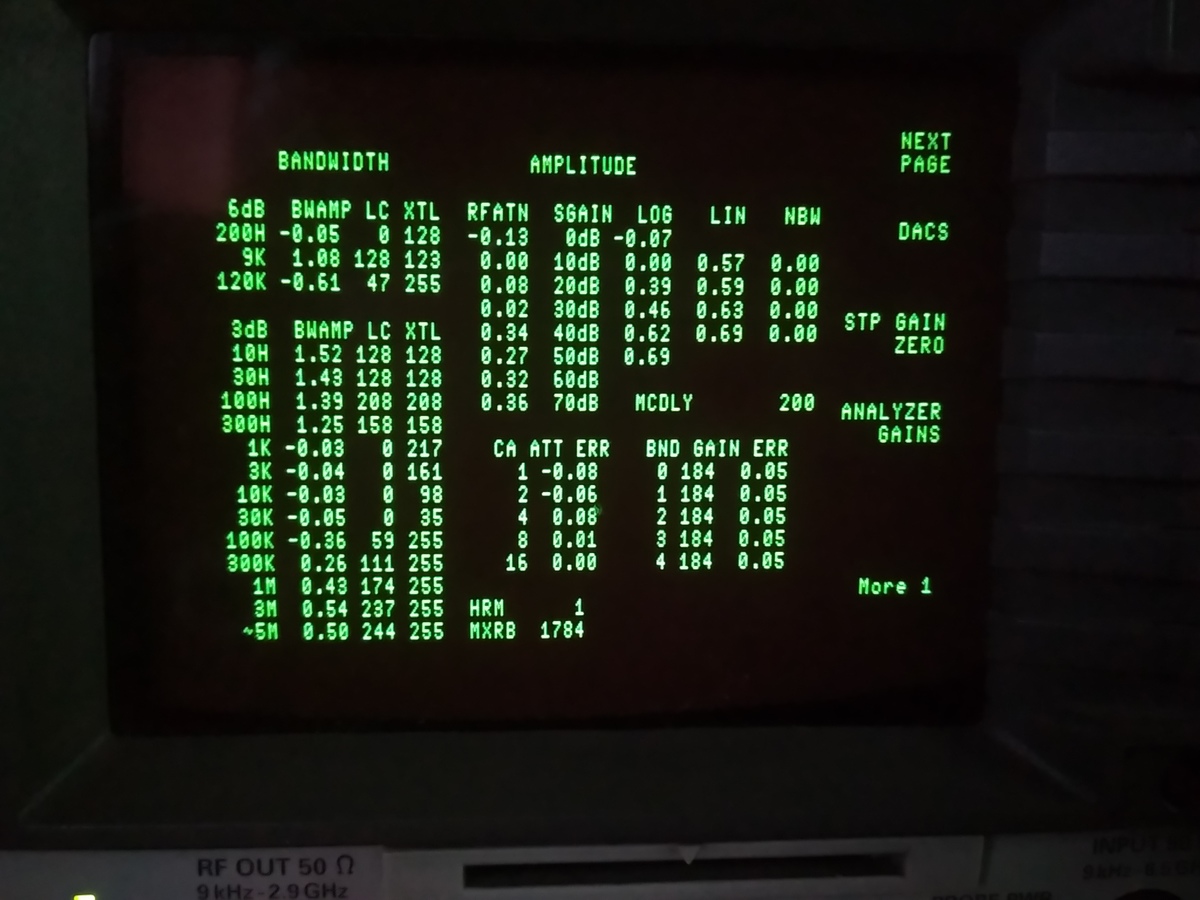 BANDWIDTH AMPLITUDE
NEXT
PAGE
6dB BWAMP LC XTL RFATN SGAIN LOG LIN NBW
200H -0.05 0 128 -0.13 0dB -0.07
DACS
9K 1.08 128 123 0.00 10dB 0.00 0.57 0.00
120K -0.61 47 255 0.08 20dB 0.39 0.59 0.00
0.02 30dB 0.46 0.63 0.00
3dB BWAMP LC XTL 0.34 40dB 0.62 0.69 0.00
STP GAIN
ZERO
10H 1.52 128 128 0.27 50dB 0.69
30H 1.43 128 128 0.32 60dB
100H 1.39 208 208 0.36 70dB MCDLY 200
ANALYZER
GAINS
300H 1.25 158 158
1K -0.03 0 217 CA ATT ERR BND GAIN ERR
3K -0.04 0 161 1 -0.08 0 184 0.05
10K -0.03 0 98 2 -0.06 1 184 0.05
30K -0.05 0 35 4 0.08 2 184 0.05
100K -0.36 59 255 8 0.01 3 184 0.05
300K 0.26 111 255 16 0.00 4 184 0.05
1M 0.43 174 255
More 1
3M 0.54 237 255 HRM 1
~5M 0.50 244 255 MXRB 1784
RF OUT 50 Ω
9 kHz-2.9 GHz
INPUT